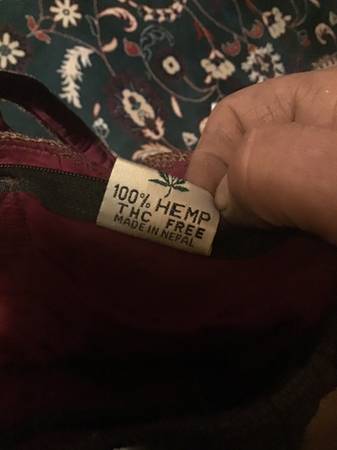 100% HEMP
THC FREE
MADE IN NEPAL